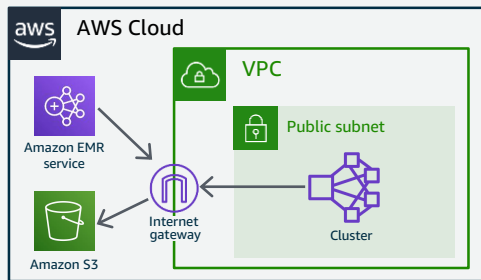 aws
AWS Cloud
VPC
Public subnet
Amazon EMR
service
Internet
gateway
Cluster
Amazon S3